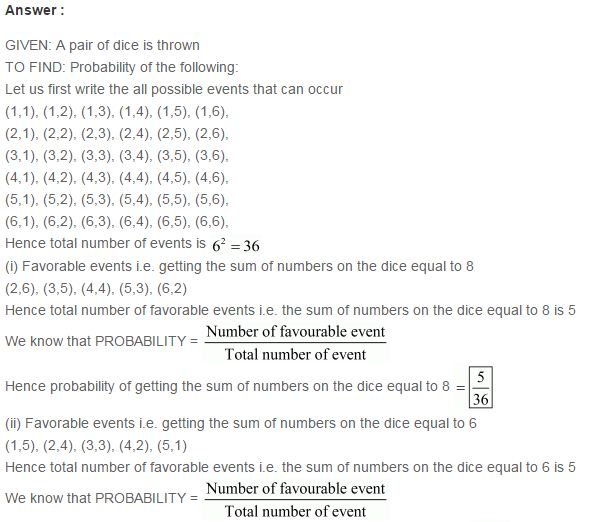 Answer :
GIVEN: A pair of dice is thrown
TO FIND: Probability of the following:
Let us first write the all possible events that can occur
(1,1), (1,2), (1,3), (1,4), (1,5), (1,6),
(2,1), (2,2), (2,3), (2,4), (2,5), (2,6),
(3,1), (3,2), (3,3), (3,4), (3,5), (3,6),
(4,1), (4,2), (4,3), (4,4), (4,5), (4,6),
(5,1), (5,2), (5,3), (5,4), (5,5), (5,6),
(6,1), (6,2), (6,3), (6,4), (6,5), (6,6),
Hence total number of events is 6² = 36
(i) Favorable events i.e. getting the sum of numbers on the dice equal to 8
(2,6), (3,5), (4,4), (5,3), (6,2)
Hence total number of favorable events i.e. the sum of numbers on the dice equal to 8 is 5
We know that PROBABILITY = Number of favourable event / Total number of event
Hence probability of getting the sum of numbers on the dice equal to 8 = 5/36
(ii) Favorable events i.e. getting the sum of numbers on the dice equal to 6
(1,5), (2,4), (3,3), (4,2), (5,1)
Hence total number of favorable events i.e. the sum of numbers on the dice equal to 6 is 5
We know that PROBABILITY = Number of favourable event / Total number of event